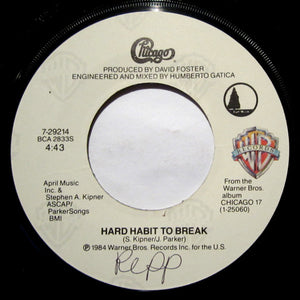 Chicago
PRODUCED BY DAVID FOSTER
ENGINEERED AND MIXED BY HUMBERTO GATICA
7-29214
BCA 2833S
4:43
April Music
Inc. &
Stephen A. Kipner
ASCAP/
ParkerSongs
BMI
From the
Warner Bros.
album
CHICAGO 17
(1-25060)
HARD HABIT TO BREAK
(S. Kipner/J. Parker)
℗ 1984 Warner Bros. Records Inc. for the U.S.
Repp